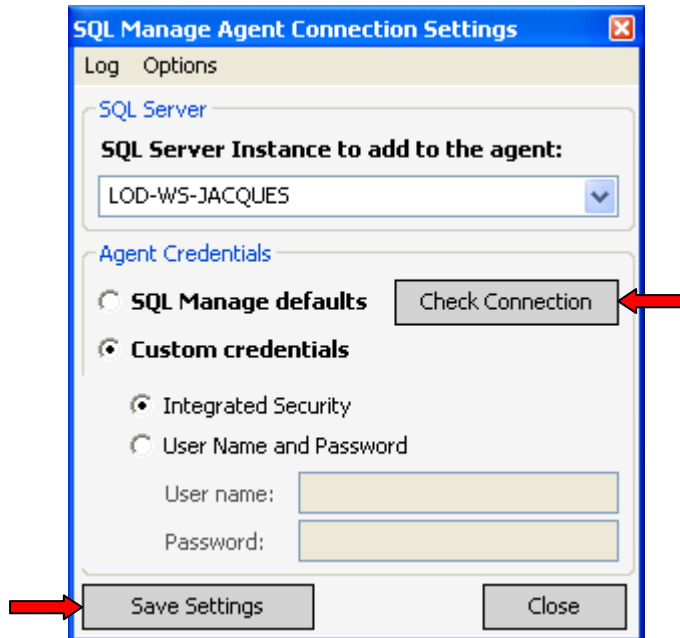 SQL Manage Agent Connection Settings
Log Options
SQL Server
SQL Server Instance to add to the agent:
LOD-WS-JACQUES
Agent Credentials
SQL Manage defaults Check Connection
Custom credentials
Integrated Security
User Name and Password
User name:
Password:
Save Settings Close